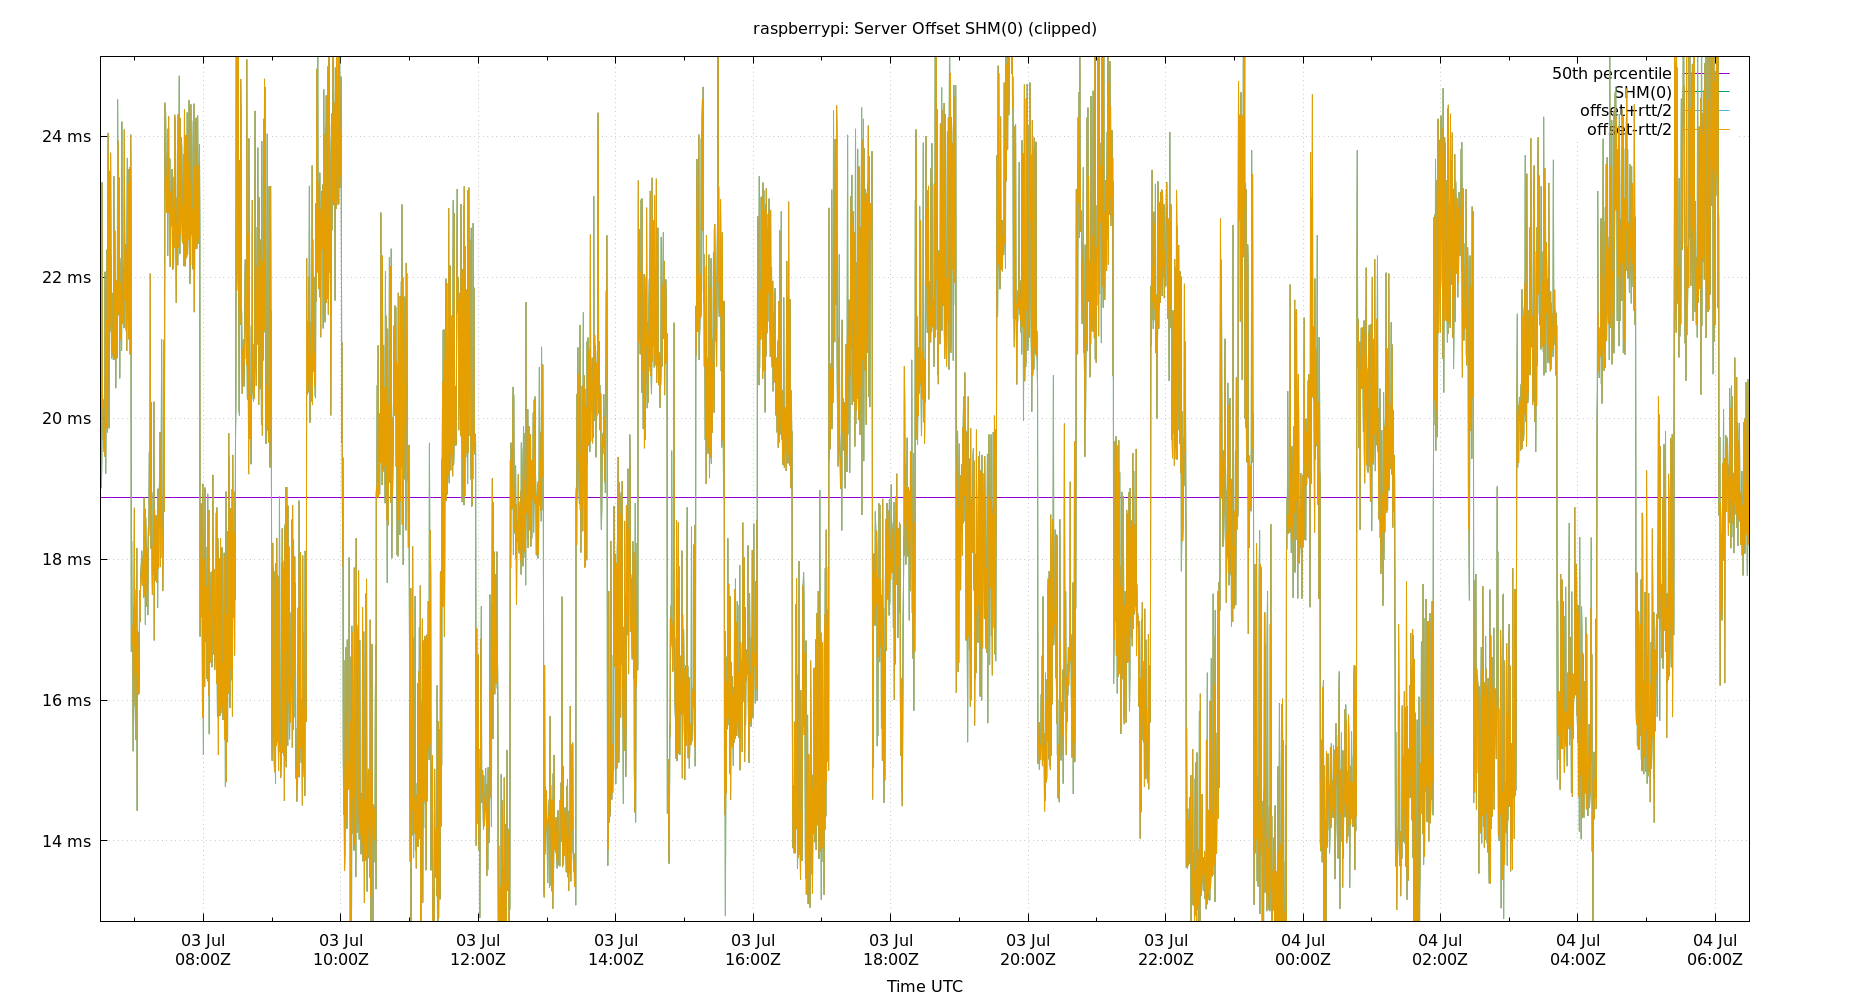 raspberrypi: Server Offset SHM(0) (clipped)
50th percentile
SHM(0)
offset+rtt/2
offset-rtt/2
24 ms
22 ms
20 ms
18 ms
16 ms
14 ms
03 Jul 03 Jul 03 Jul 03 Jul 03 Jul 03 Jul 03 Jul 03 Jul 04 Jul 04 Jul 04 Jul 04 Jul
08:00Z 10:00Z 12:00Z 14:00Z 16:00Z 18:00Z 20:00Z 22:00Z 00:00Z 02:00Z 04:00Z 06:00Z
Time UTC